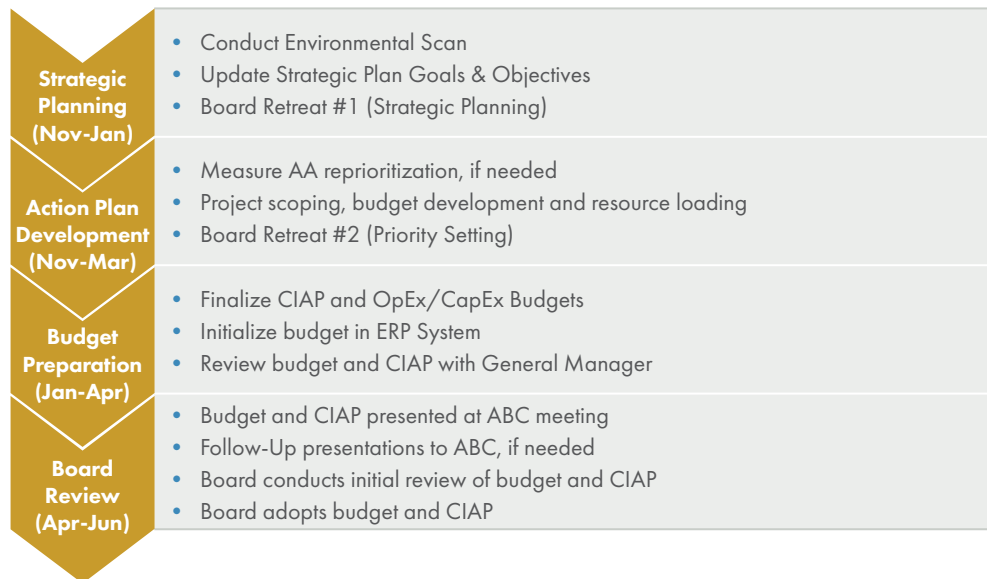 Strategic
Planning
(Nov-Jan)
• Conduct Environmental Scan
• Update Strategic Plan Goals & Objectives
• Board Retreat #1 (Strategic Planning)
Action Plan
Development
(Nov-Mar)
• Measure AA reprioritization, if needed
• Project scoping, budget development and resource loading
• Board Retreat #2 (Priority Setting)
Budget
Preparation
(Jan-Apr)
• Finalize CIAP and OpEx/CapEx Budgets
• Initialize budget in ERP System
• Review budget and CIAP with General Manager
Board
Review
(Apr-Jun)
• Budget and CIAP presented at ABC meeting
• Follow-Up presentations to ABC, if needed
• Board conducts initial review of budget and CIAP
• Board adopts budget and CIAP